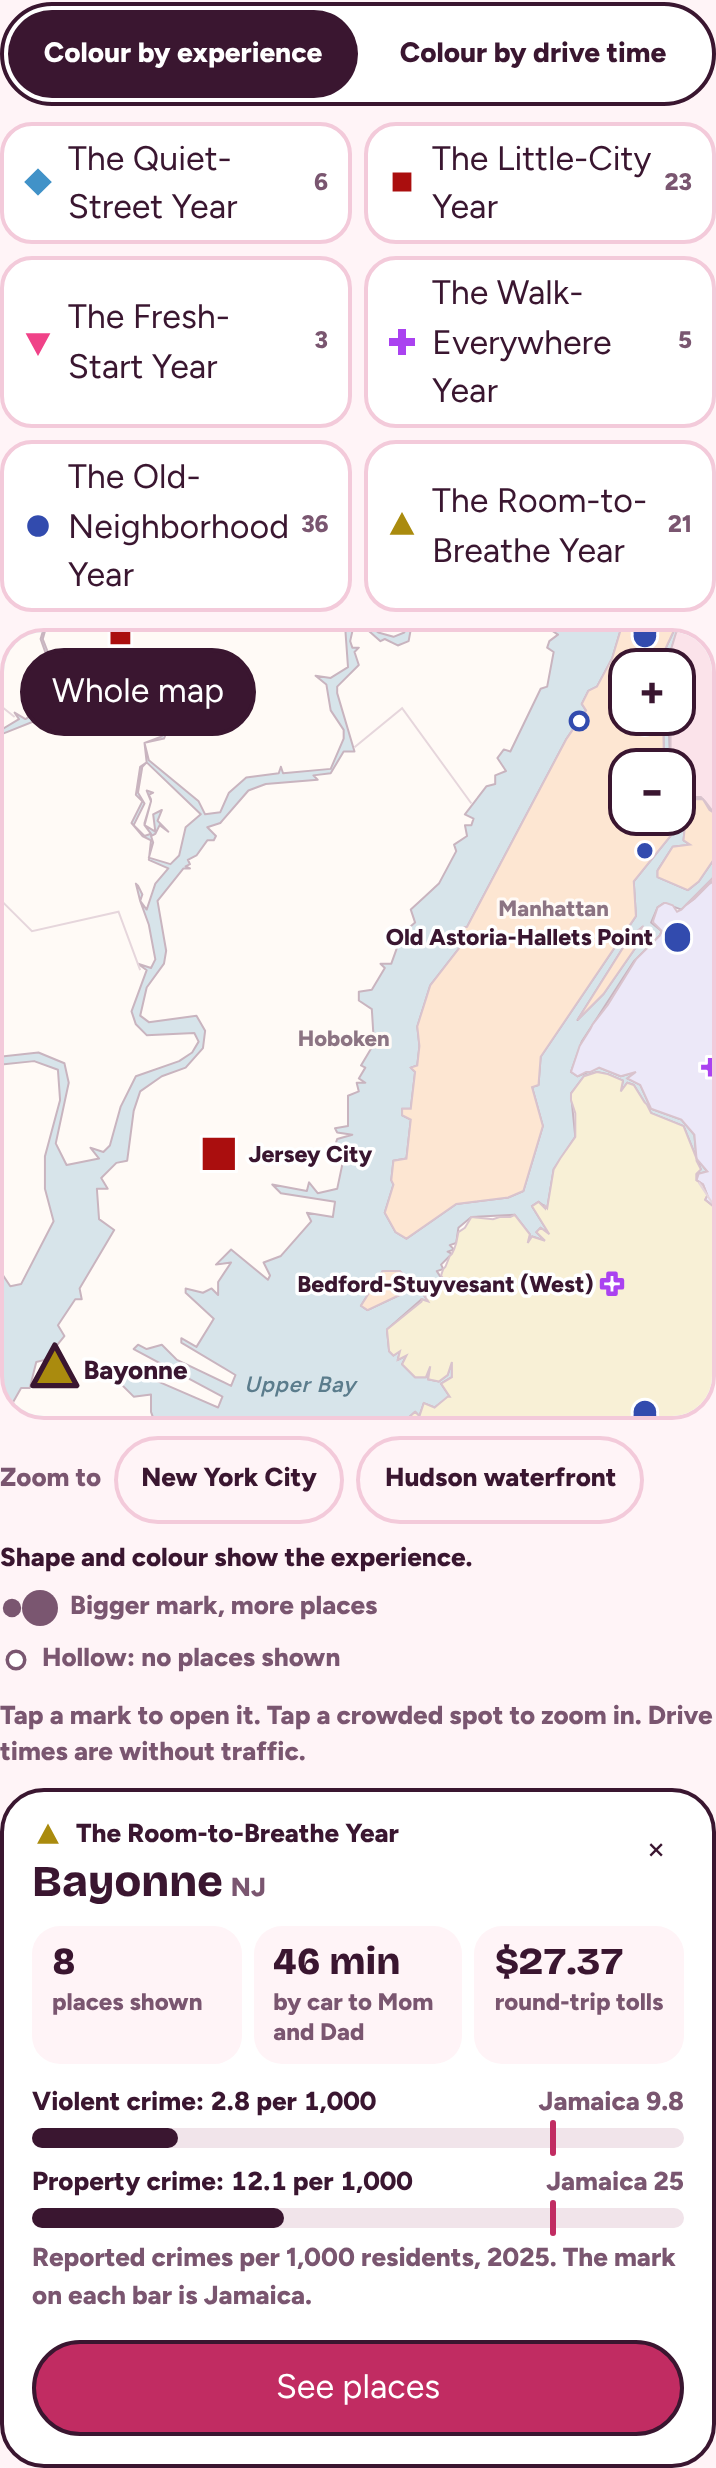 Colour by experience
Colour by drive time
The Quiet-
Street Year
6
The Little-City
Year
23
The Fresh-
Start Year
3
The Walk-
Everywhere
Year
5
The Old-
Neighborhood
Year
36
The Room-to-
Breathe Year
21
Whole map
+
-
Manhattan
Old Astoria-Hallets Point
Hoboken
Jersey City
Bedford-Stuyvesant (West)
Bayonne
Upper Bay
Zoom to
New York City
Hudson waterfront
Shape and colour show the experience.
Bigger mark, more places
Hollow: no places shown
Tap a mark to open it. Tap a crowded spot to zoom in. Drive
times are without traffic.
The Room-to-Breathe Year
×
Bayonne NJ
8
places shown
46 min
by car to Mom
and Dad
$27.37
round-trip tolls
Violent crime: 2.8 per 1,000
Jamaica 9.8
Property crime: 12.1 per 1,000
Jamaica 25
Reported crimes per 1,000 residents, 2025. The mark
on each bar is Jamaica.
See places